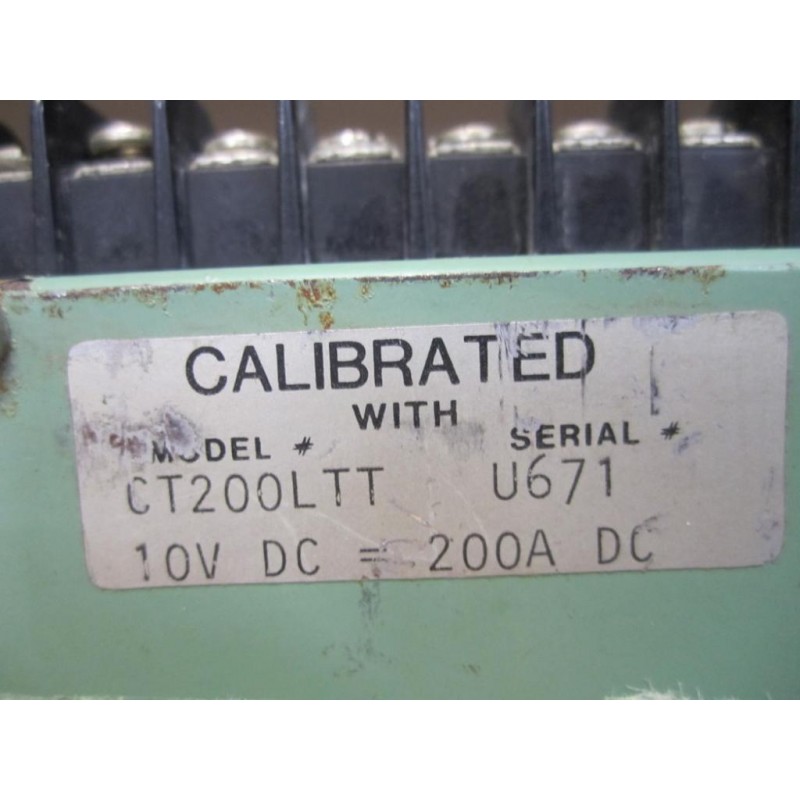 CALIBRATED
WITH
MODEL # SERIAL #
CT200LTT U671
10V DC = 200A DC